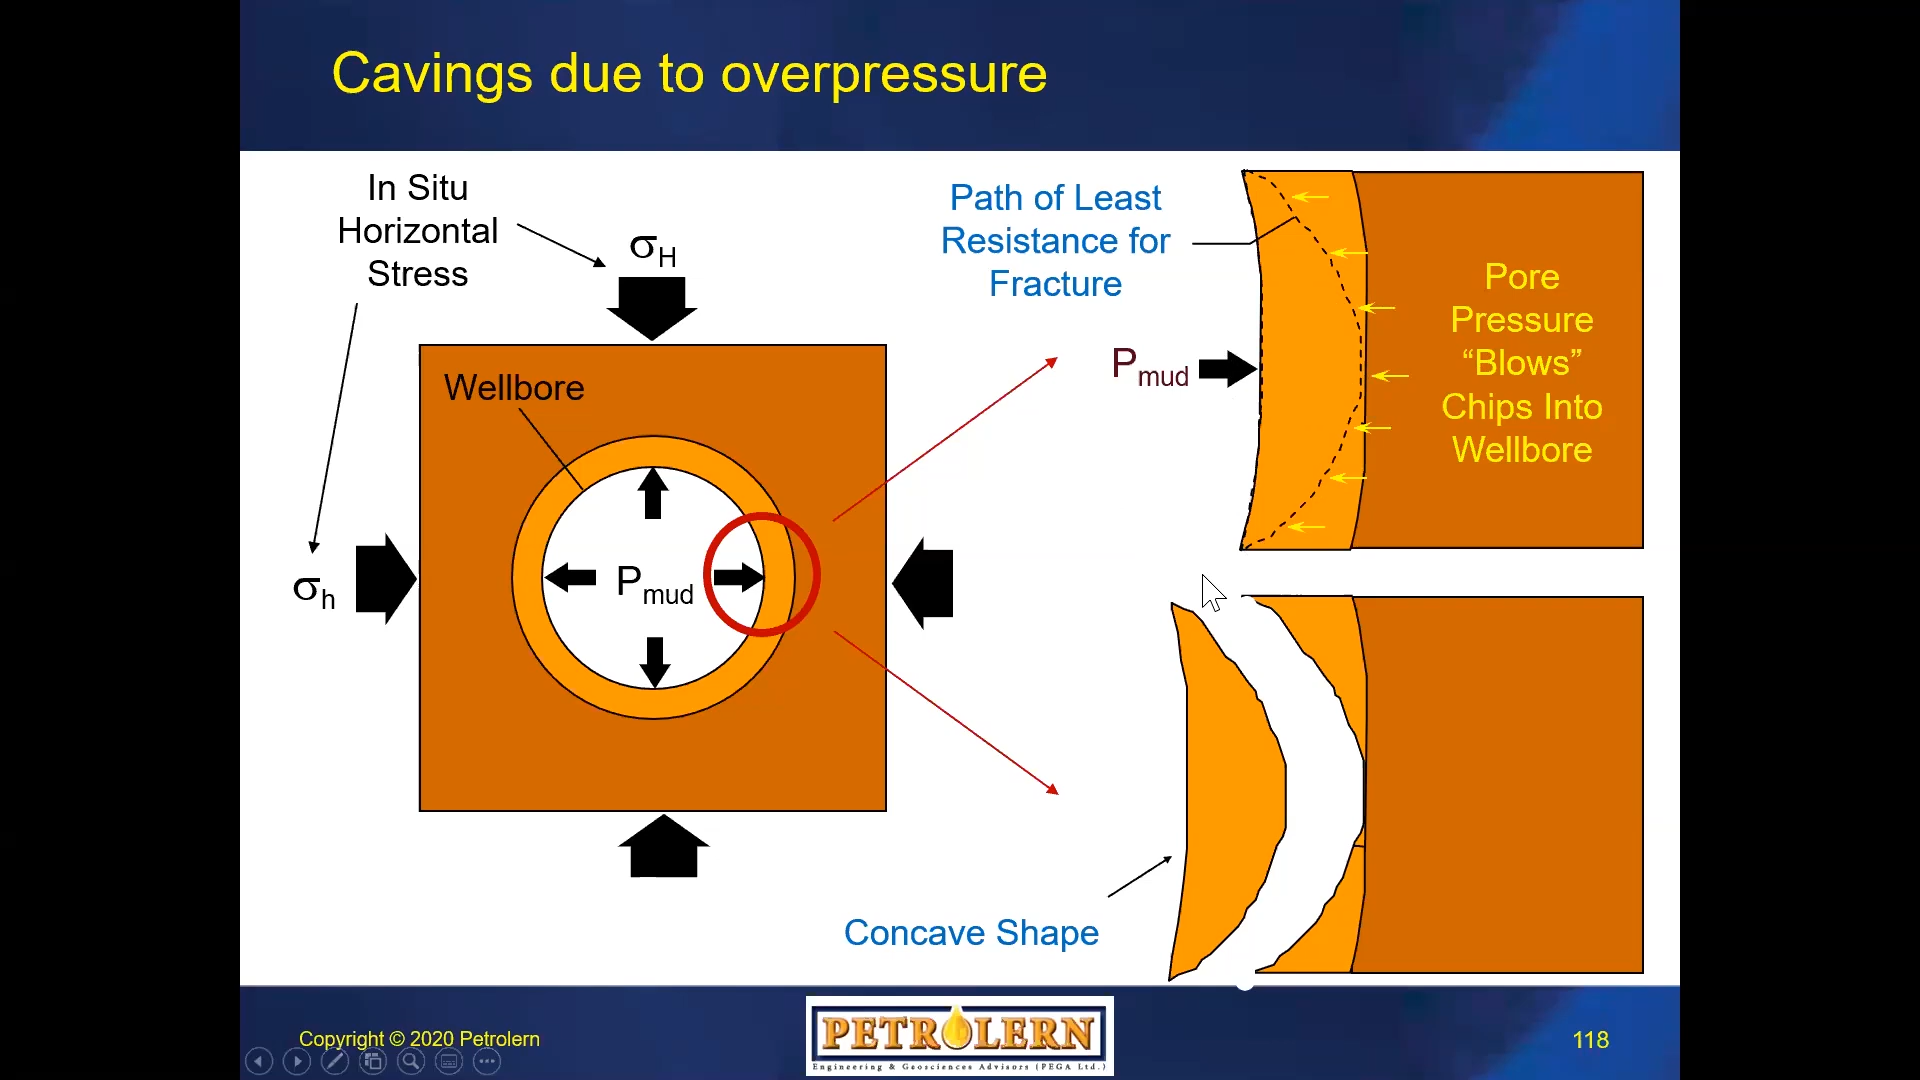 Cavings due to overpressure
In Situ
Horizontal
Stress
σH
Wellbore
Pmud
σh
Path of Least
Resistance for
Fracture
Pmud
Pore
Pressure
“Blows”
Chips Into
Wellbore
Concave Shape
Copyright © 2020 Petrolern
PETROLERN
Engineering & Geosciences Advisors (PEGA Ltd.)
118